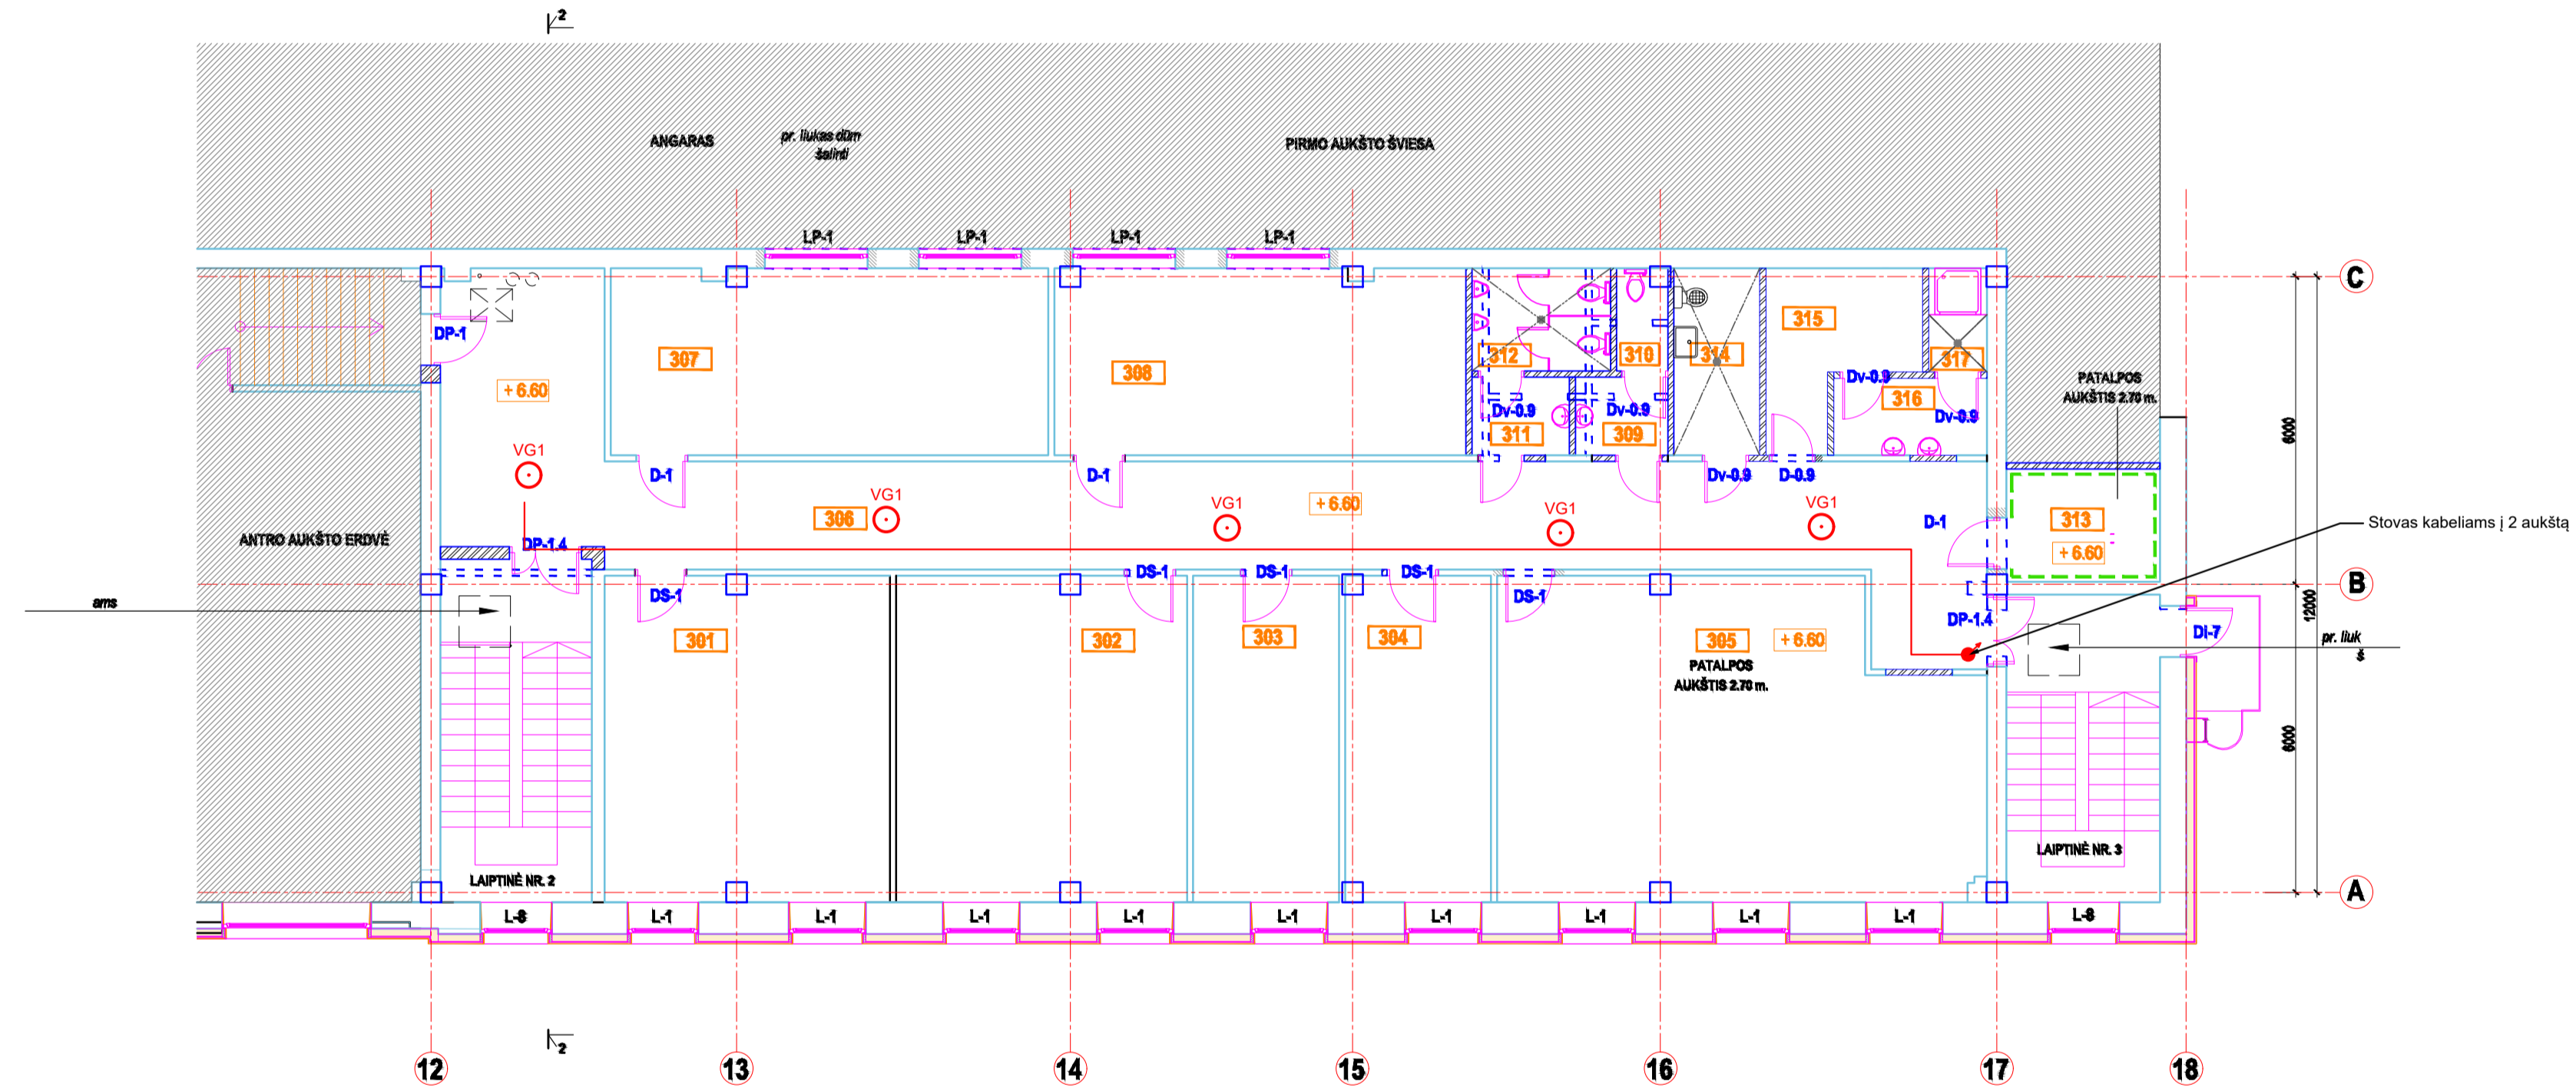 2
ANGARAS
pr. liukas dūm
šalinti
PIRMO AUKŠTO ŠVIESA
LP-1
LP-1
LP-1
LP-1
C
DP-1
307
308
312
310
314
315
317
+ 6.60
Dv-0.9
316
Dv-0.9
PATALPOS
AUKŠTIS 2.70 m.
Dv-0.9
Dv-0.9
311
309
6000
VG1
D-1
D-1
Dv-0.9
D-0.9
VG1
VG1
VG1
VG1
306
+ 6.60
D-1
313
+ 6.60
Stovas kabeliams į 2 aukštą
ANTRO AUKŠTO ERDVĖ
DP-1.4
DS-1
DS-1
DS-1
DS-1
DS-1
B
12000
ams
301
302
303
304
305
+ 6.60
PATALPOS
AUKŠTIS 2.70 m.
DP-1.4
Di-7
pr. liuk
š
6000
LAIPTINĖ NR. 2
LAIPTINĖ NR. 3
A
L-8
L-1
L-1
L-1
L-1
L-1
L-1
L-1
L-1
L-1
L-8
2
12
13
14
15
16
17
18